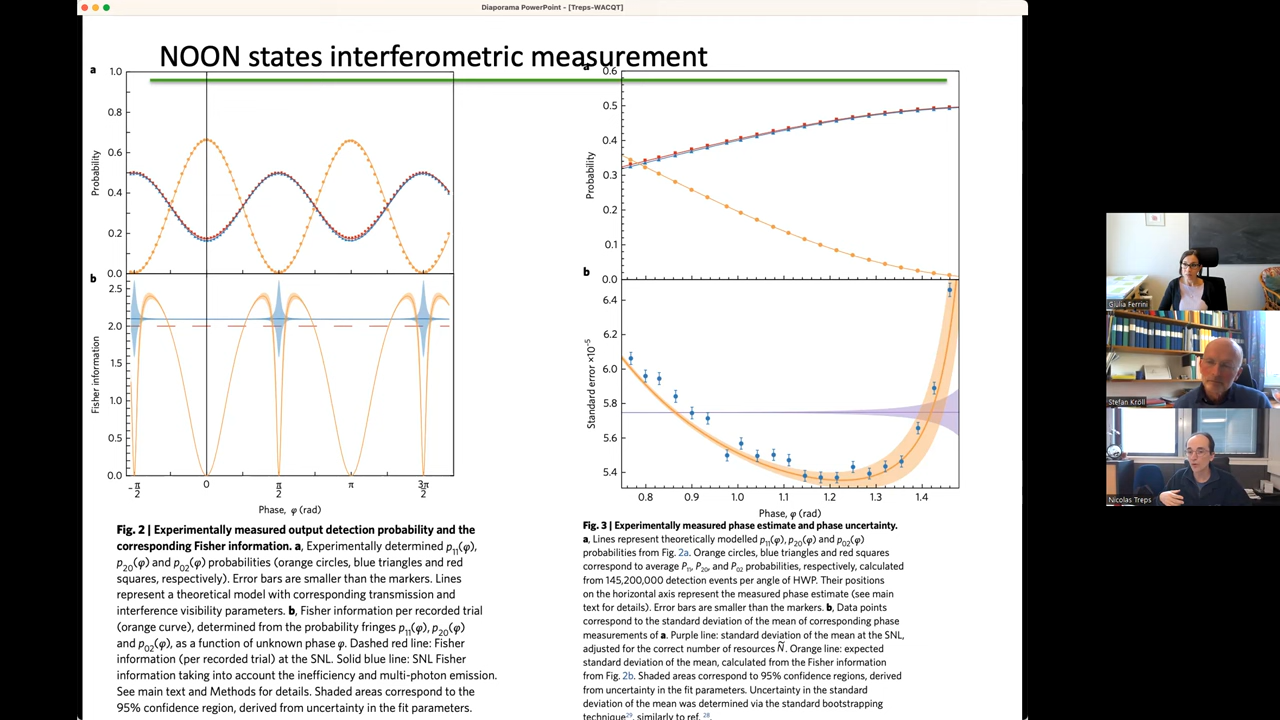 Diaporama PowerPoint - [Treps-WACQT]
NOON states interferometric measurement
a
1.0
0.8
0.6
0.4
0.2
0.0
Probability
b
2.5
2.0
1.5
1.0
0.5
0.0
Fisher information
-π/2
0
π/2
π
3π/2
Phase, φ (rad)
Fig. 2 | Experimentally measured output detection probability and the
corresponding Fisher information. a, Experimentally determined p11(φ),
p20(φ) and p02(φ) probabilities (orange circles, blue triangles and red
squares, respectively). Error bars are smaller than the markers. Lines
represent a theoretical model with corresponding transmission and
interference visibility parameters. b, Fisher information per recorded trial
(orange curve), determined from the probability fringes p11(φ), p20(φ)
and p02(φ), as a function of unknown phase φ. Dashed red line: Fisher
information (per recorded trial) at the SNL. Solid blue line: SNL Fisher
information taking into account the inefficiency and multi-photon emission.
See main text and Methods for details. Shaded areas correspond to the
95% confidence region, derived from uncertainty in the fit parameters.
a
0.6
0.5
0.4
0.3
0.2
0.1
0.0
Probability
b
6.4
6.2
6.0
5.8
5.6
5.4
Standard error ×10-5
0.8
0.9
1.0
1.1
1.2
1.3
1.4
Phase, φ (rad)
Fig. 3 | Experimentally measured phase estimate and phase uncertainty.
a, Lines represent theoretically modelled p11(φ), p20(φ) and p02(φ)
probabilities from Fig. 2a. Orange circles, blue triangles and red squares
correspond to average P11, P20, and P02 probabilities, respectively, calculated
from 145,200,000 detection events per angle of HWP. Their positions
on the horizontal axis represent the measured phase estimate (see main
text for details). Error bars are smaller than the markers. b, Data points
correspond to the standard deviation of the mean of corresponding phase
measurements of a. Purple line: standard deviation of the mean at the SNL,
adjusted for the correct number of resources Ñ. Orange line: expected
standard deviation of the mean, calculated from the Fisher information
from Fig. 2b. Shaded areas correspond to 95% confidence regions, derived
from uncertainty in the fit parameters. Uncertainty in the standard
deviation of the mean was determined via the standard bootstrapping
technique29, similarly to ref. 28.
Giulia Ferrini
Stefan Kröll
Nicolas Treps